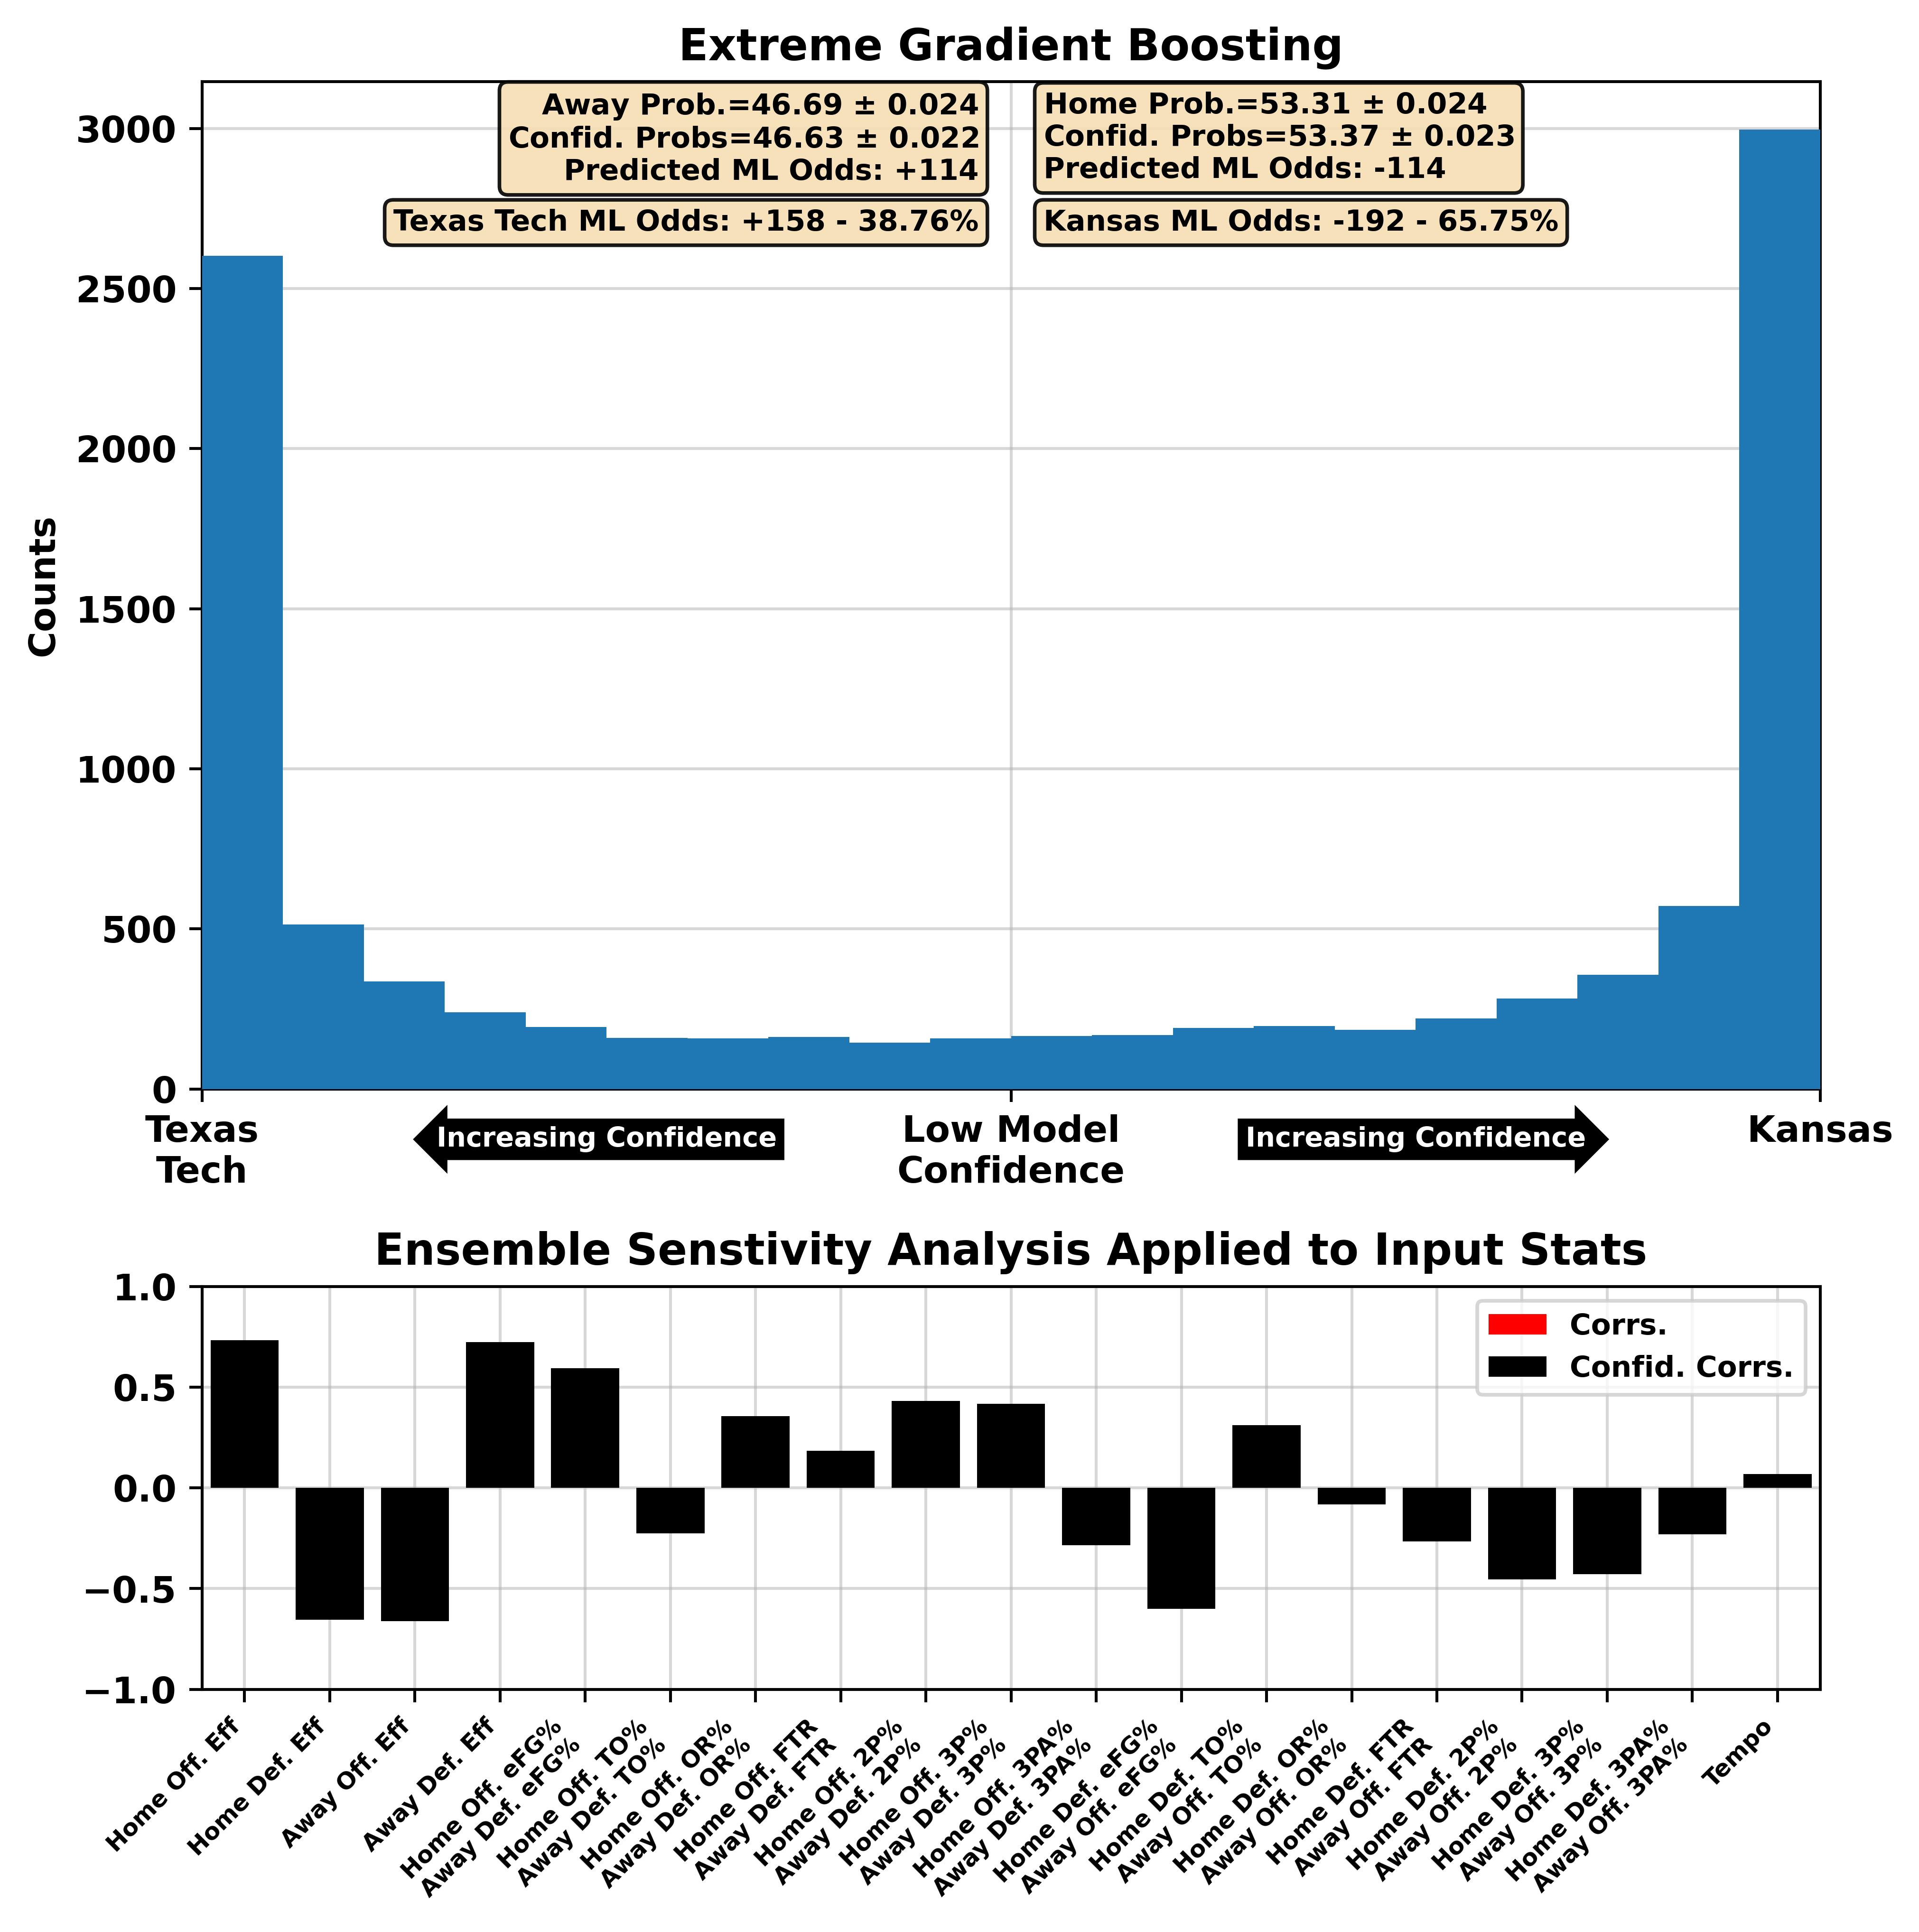 Extreme Gradient Boosting
Away Prob.=46.69 ± 0.024
Confid. Probs=46.63 ± 0.022
Predicted ML Odds: +114
Home Prob.=53.31 ± 0.024
Confid. Probs=53.37 ± 0.023
Predicted ML Odds: -114
Texas Tech ML Odds: +158 - 38.76%
Kansas ML Odds: -192 - 65.75%
Counts
3000
2500
2000
1500
1000
500
0
Texas
Tech
Increasing Confidence
Low Model
Confidence
Increasing Confidence
Kansas
Ensemble Senstivity Analysis Applied to Input Stats
Corrs.
Confid. Corrs.
1.0
0.5
0.0
−0.5
−1.0
Home Off. Eff
Home Def. Eff
Away Off. Eff
Away Def. Eff
Home Off. eFG%
Away Def. eFG%
Home Off. TO%
Away Def. TO%
Home Off. OR%
Away Def. OR%
Home Off. FTR
Away Def. FTR
Home Off. 2P%
Away Def. 2P%
Home Off. 3P%
Away Def. 3P%
Home Off. 3PA%
Away Def. 3PA%
Home Def. eFG%
Away Off. eFG%
Home Def. TO%
Away Off. TO%
Home Def. OR%
Away Off. OR%
Home Def. FTR
Away Off. FTR
Home Def. 2P%
Away Off. 2P%
Home Def. 3P%
Away Off. 3P%
Home Def. 3PA%
Away Off. 3PA%
Tempo